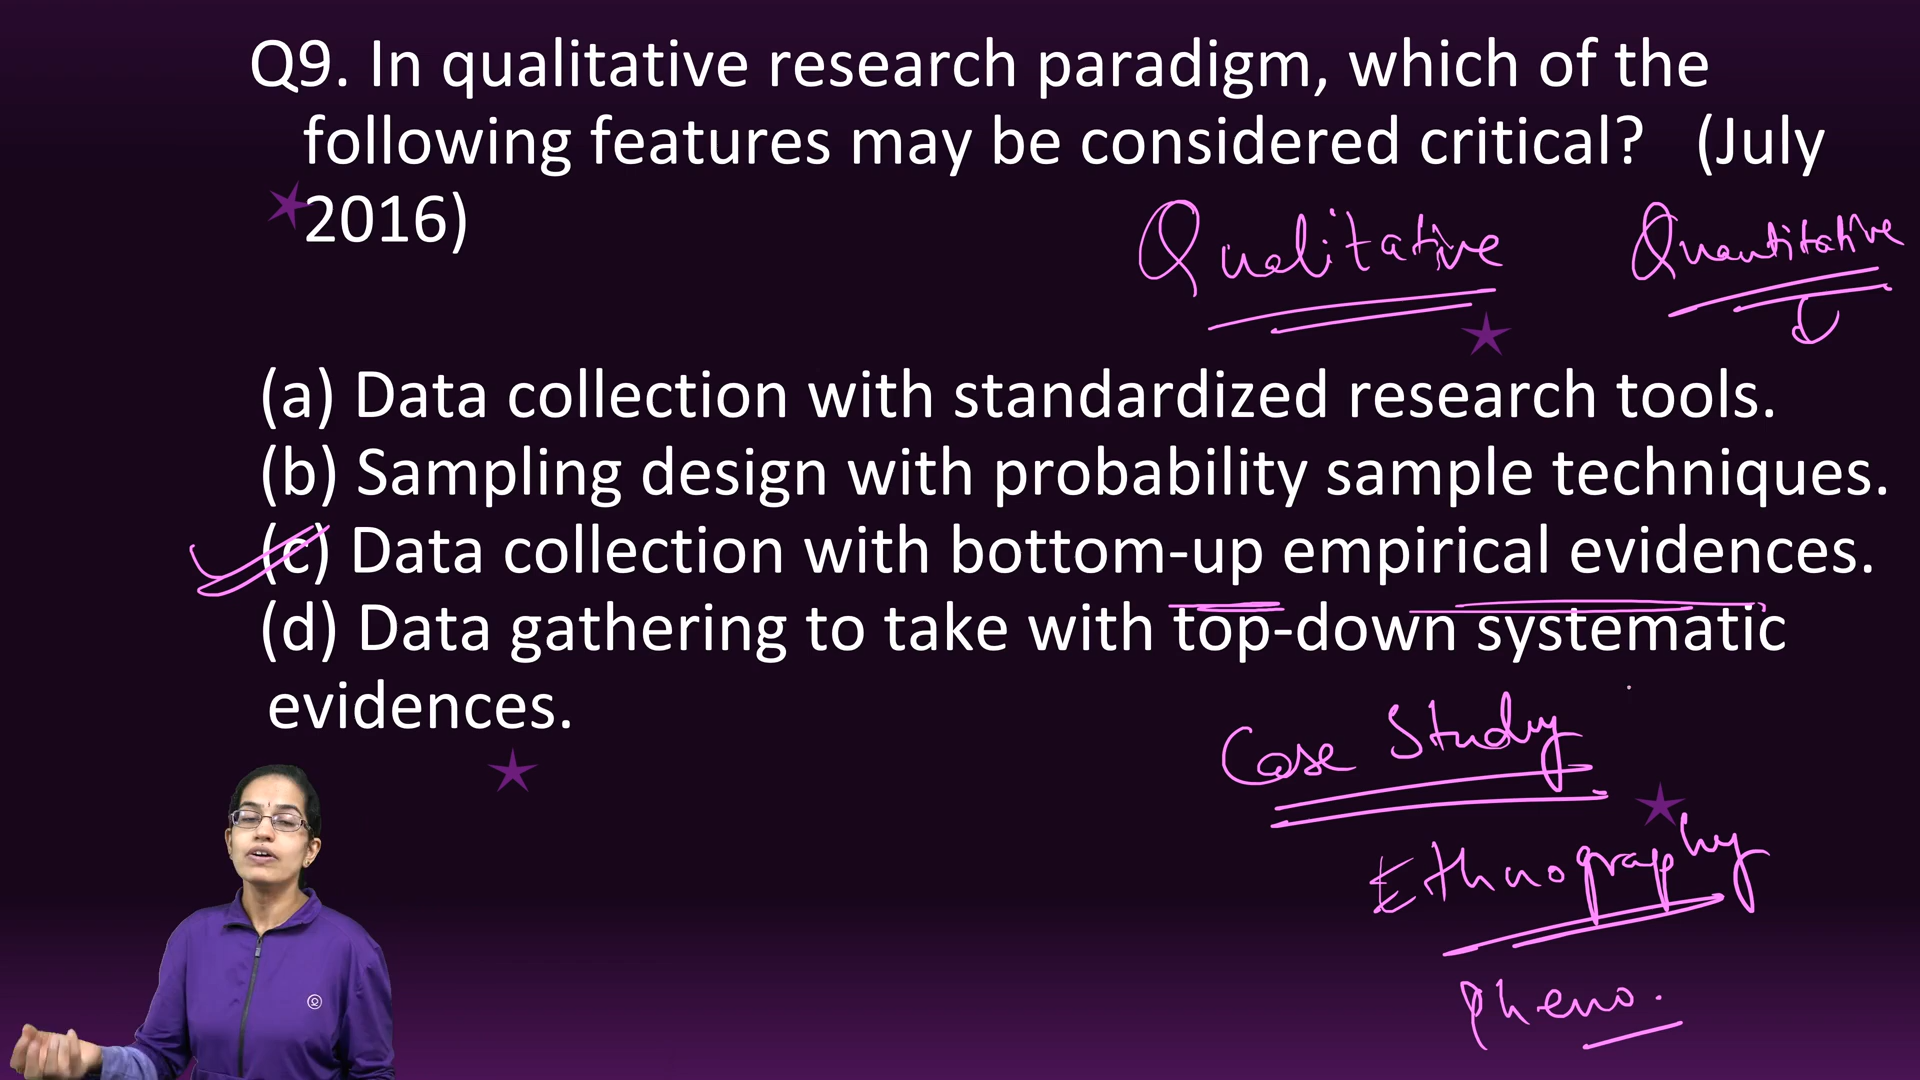 Q9. In qualitative research paradigm, which of the
following features may be considered critical? (July
2016)
Qualitative Quantitative
(a) Data collection with standardized research tools.
(b) Sampling design with probability sample techniques.
(c) Data collection with bottom-up empirical evidences.
(d) Data gathering to take with top-down systematic
evidences.
Case Study
Ethnography
Pheno.